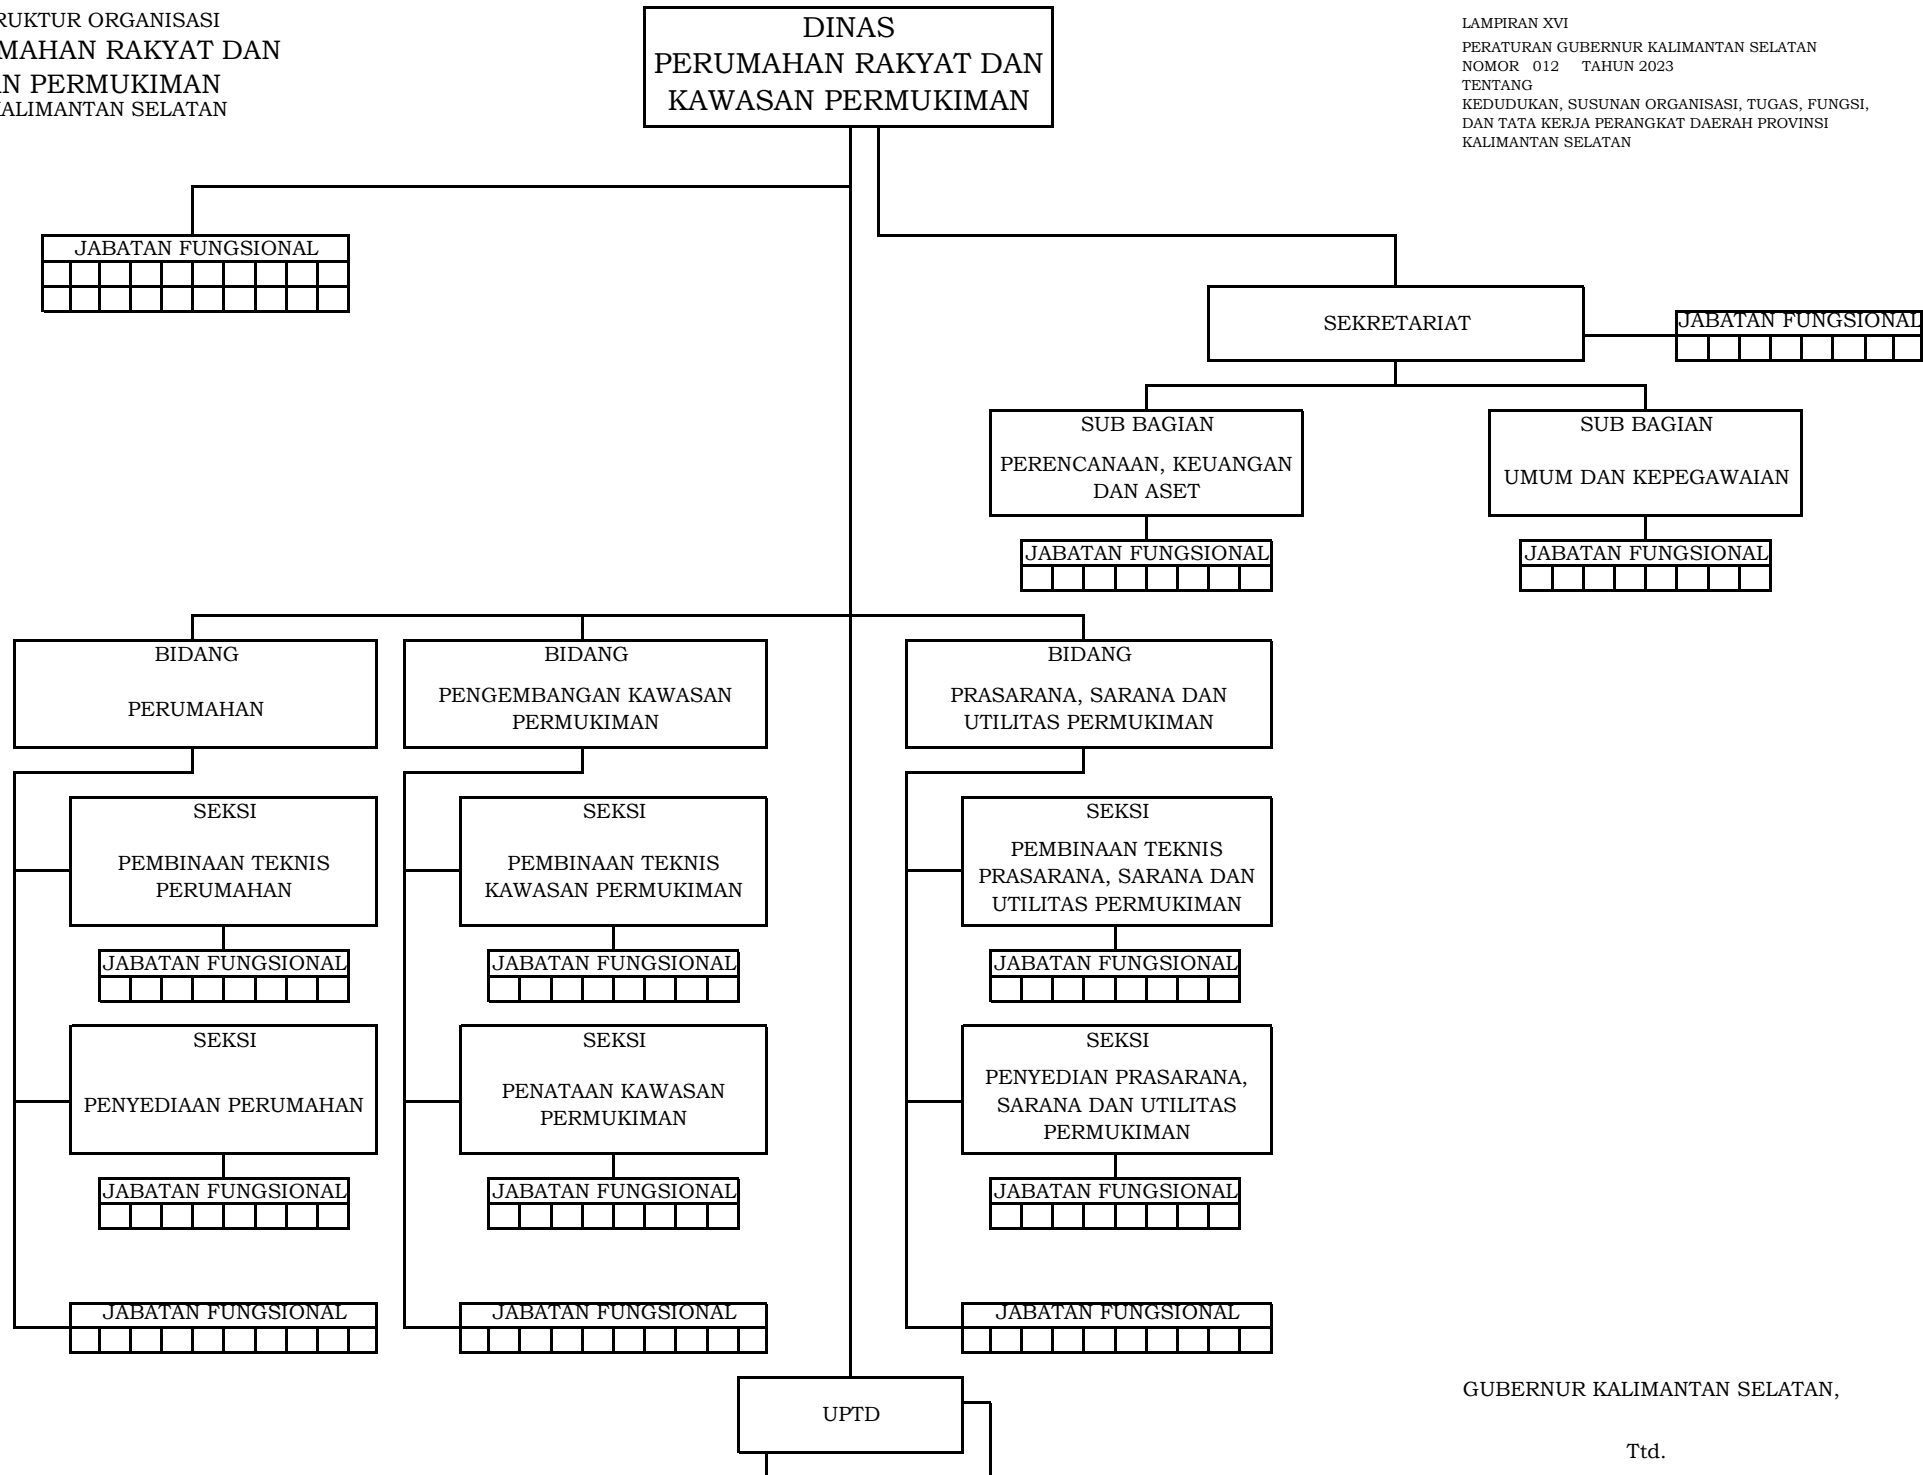 RUKTUR ORGANISASI
MAHAN RAKYAT DAN
N PERMUKIMAN
KALIMANTAN SELATAN
DINAS
PERUMAHAN RAKYAT DAN
KAWASAN PERMUKIMAN
LAMPIRAN XVI
PERATURAN GUBERNUR KALIMANTAN SELATAN
NOMOR 012 TAHUN 2023
TENTANG
KEDUDUKAN, SUSUNAN ORGANISASI, TUGAS, FUNGSI,
DAN TATA KERJA PERANGKAT DAERAH PROVINSI
KALIMANTAN SELATAN
JABATAN FUNGSIONAL
SEKRETARIAT
JABATAN FUNGSIONAL
SUB BAGIAN
PERENCANAAN, KEUANGAN
DAN ASET
SUB BAGIAN
UMUM DAN KEPEGAWAIAN
JABATAN FUNGSIONAL
JABATAN FUNGSIONAL
BIDANG
PERUMAHAN
BIDANG
PENGEMBANGAN KAWASAN
PERMUKIMAN
BIDANG
PRASARANA, SARANA DAN
UTILITAS PERMUKIMAN
SEKSI
PEMBINAAN TEKNIS
PERUMAHAN
SEKSI
PEMBINAAN TEKNIS
KAWASAN PERMUKIMAN
SEKSI
PEMBINAAN TEKNIS
PRASARANA, SARANA DAN
UTILITAS PERMUKIMAN
JABATAN FUNGSIONAL
JABATAN FUNGSIONAL
JABATAN FUNGSIONAL
SEKSI
PENYEDIAAN PERUMAHAN
SEKSI
PENATAAN KAWASAN
PERMUKIMAN
SEKSI
PENYEDIAN PRASARANA,
SARANA DAN UTILITAS
PERMUKIMAN
JABATAN FUNGSIONAL
JABATAN FUNGSIONAL
JABATAN FUNGSIONAL
JABATAN FUNGSIONAL
JABATAN FUNGSIONAL
JABATAN FUNGSIONAL
UPTD
GUBERNUR KALIMANTAN SELATAN,
Ttd.